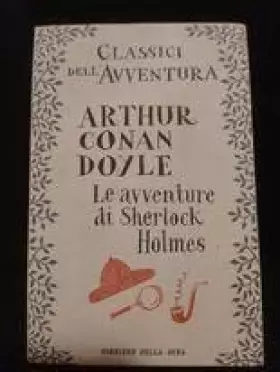 CLASSICI
DELL'AVVENTURA
ARTHUR
CONAN
DOYLE
Le avventure
di Sherlock
Holmes
CORRIERE DELLA SERA